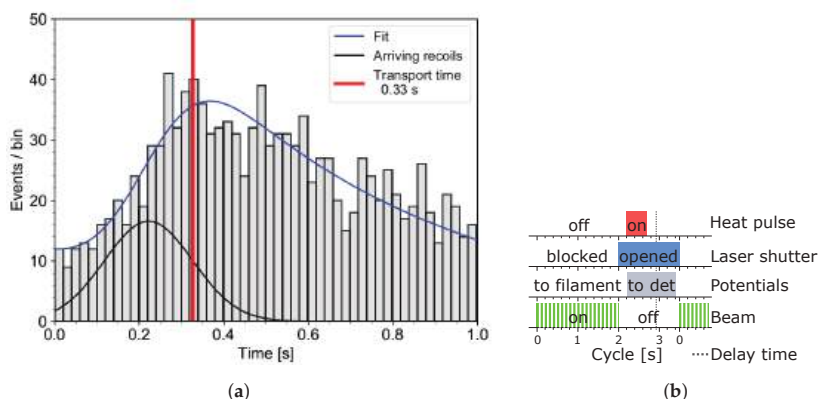 50
40
30
20
10
0
Events / bin
0.0 0.2 0.4 0.6 0.8 1.0
Time [s]
Fit
Arriving recoils
Transport time
0.33 s
(a)
off on Heat pulse
blocked opened Laser shutter
to filament to det Potentials
on off Beam
0 1 2 3 0
Cycle [s] Delay time
(b)